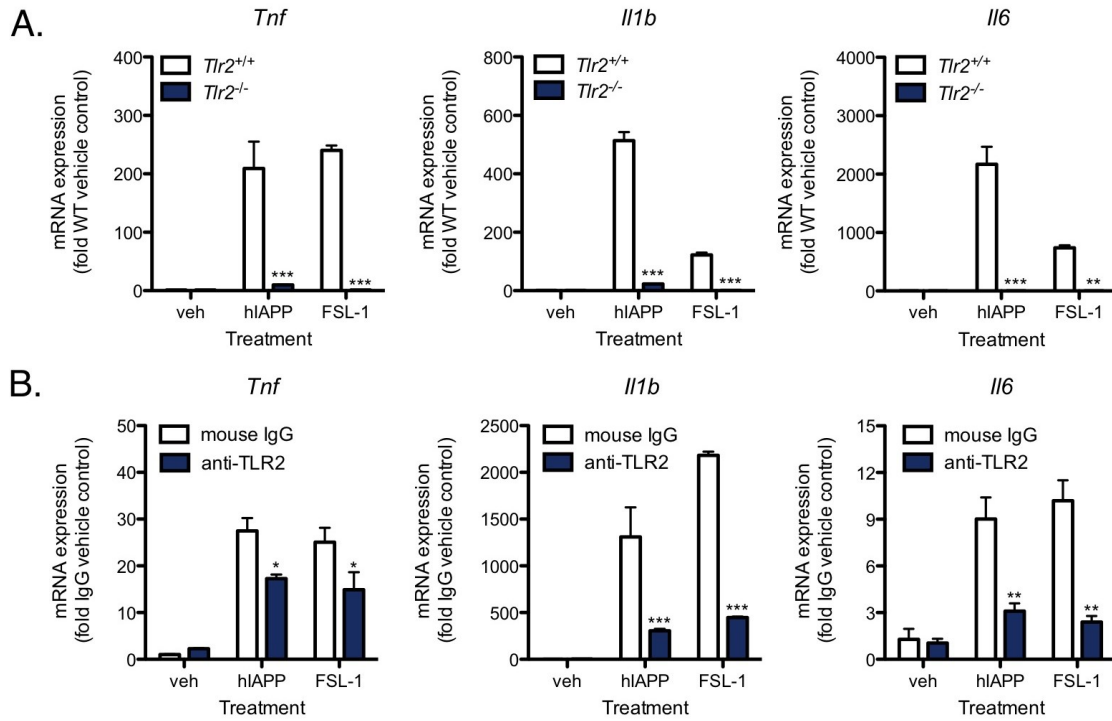 A.
Tnf
mRNA expression
(fold WT vehicle control)
400
300
200
100
0
Tlr2+/+
Tlr2-/-
***
***
veh hIAPP FSL-1
Treatment
Il1b
mRNA expression
(fold WT vehicle control)
800
600
400
200
0
Tlr2+/+
Tlr2-/-
***
***
veh hIAPP FSL-1
Treatment
Il6
mRNA expression
(fold WT vehicle control)
4000
3000
2000
1000
0
Tlr2+/+
Tlr2-/-
***
**
veh hIAPP FSL-1
Treatment
B.
Tnf
mRNA expression
(fold IgG vehicle control)
50
40
30
20
10
0
mouse IgG
anti-TLR2
*
*
veh hIAPP FSL-1
Treatment
Il1b
mRNA expression
(fold IgG vehicle control)
2500
2000
1500
1000
500
0
mouse IgG
anti-TLR2
***
***
veh hIAPP FSL-1
Treatment
Il6
mRNA expression
(fold IgG vehicle control)
15
12
9
6
3
0
mouse IgG
anti-TLR2
**
**
veh hIAPP FSL-1
Treatment